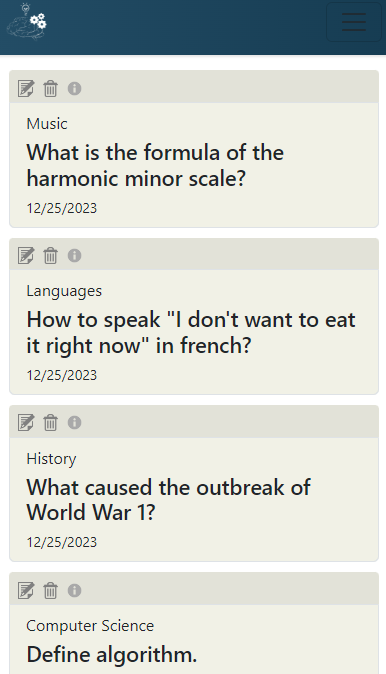 Music
What is the formula of the
harmonic minor scale?
12/25/2023
Languages
How to speak "I don't want to eat
it right now" in french?
12/25/2023
History
What caused the outbreak of
World War 1?
12/25/2023
Computer Science
Define algorithm.